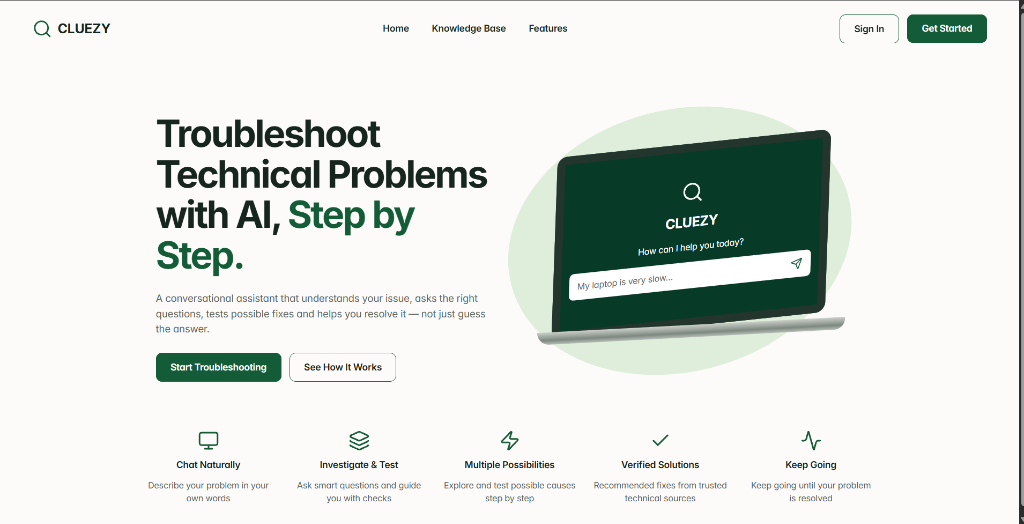 CLUEZY
Home
Knowledge Base
Features
Sign In
Get Started
Troubleshoot
Technical Problems
with AI, Step by
Step.
A conversational assistant that understands your issue, asks the right
questions, tests possible fixes and helps you resolve it — not just guess
the answer.
Start Troubleshooting
See How It Works
CLUEZY
How can I help you today?
My laptop is very slow...
Chat Naturally
Describe your problem in your
own words
Investigate & Test
Ask smart questions and guide
you with checks
Multiple Possibilities
Explore and test possible causes
step by step
Verified Solutions
Recommended fixes from trusted
technical sources
Keep Going
Keep going until your problem
is resolved